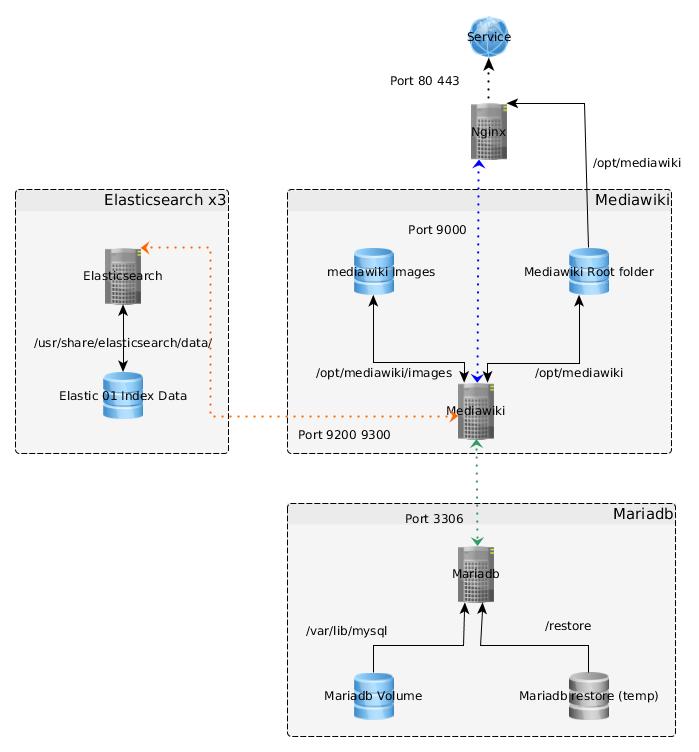 Service
Port 80 443
Nginx
/opt/mediawiki
Elasticsearch x3
Mediawiki
Port 9000
Elasticsearch
mediawiki Images
Mediawiki Root folder
/usr/share/elasticsearch/data/
/opt/mediawiki/images
/opt/mediawiki
Elastic 01 Index Data
Mediawiki
Port 9200 9300
Mariadb
Port 3306
Mariadb
/var/lib/mysql
/restore
Mariadb Volume
Mariadb restore (temp)